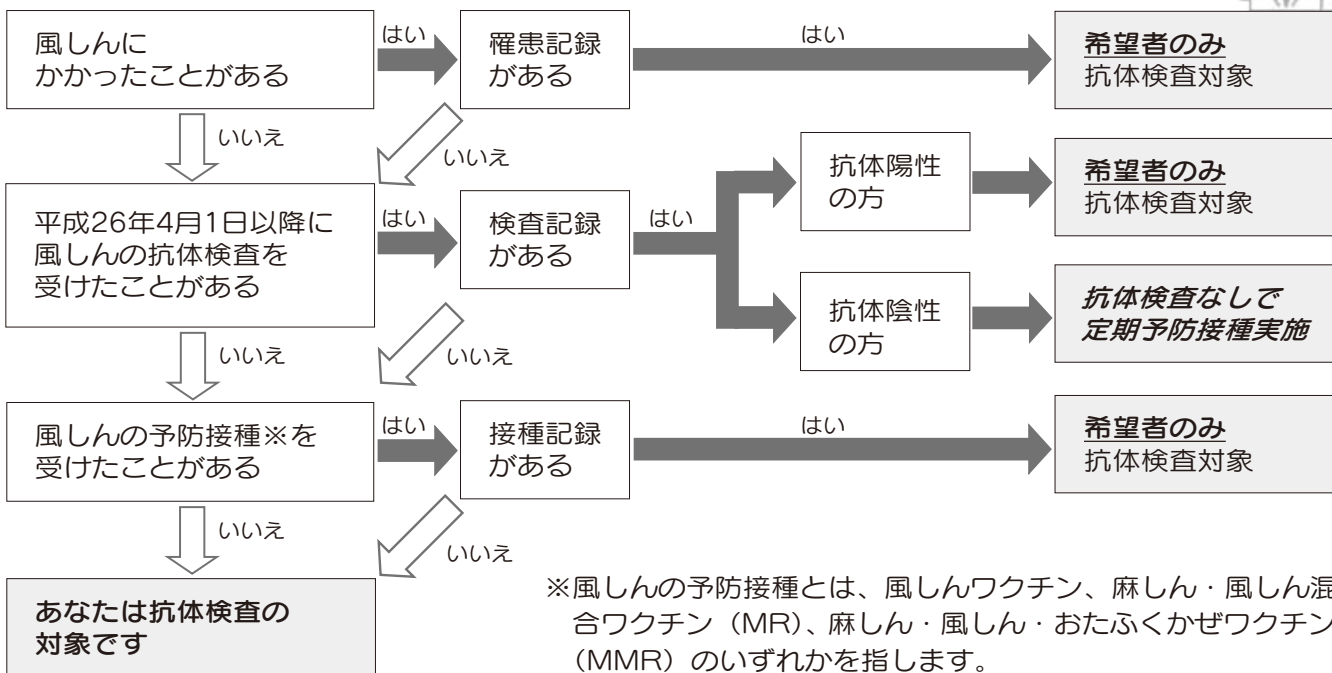 風しんに
かかったことがある
はい
罹患記録
がある
はい
希望者のみ
抗体検査対象
いいえ
いいえ
平成26年4月1日以降に
風しんの抗体検査を
受けたことがある
はい
検査記録
がある
はい
抗体陽性
の方
希望者のみ
抗体検査対象
抗体陰性
の方
抗体検査なしで
定期予防接種実施
いいえ
いいえ
風しんの予防接種※を
受けたことがある
はい
接種記録
がある
はい
希望者のみ
抗体検査対象
いいえ
いいえ
あなたは抗体検査の
対象です
※風しんの予防接種とは、風しんワクチン、麻しん・風しん混
合ワクチン（MR）、麻しん・風しん・おたふくかぜワクチン
（MMR）のいずれかを指します。